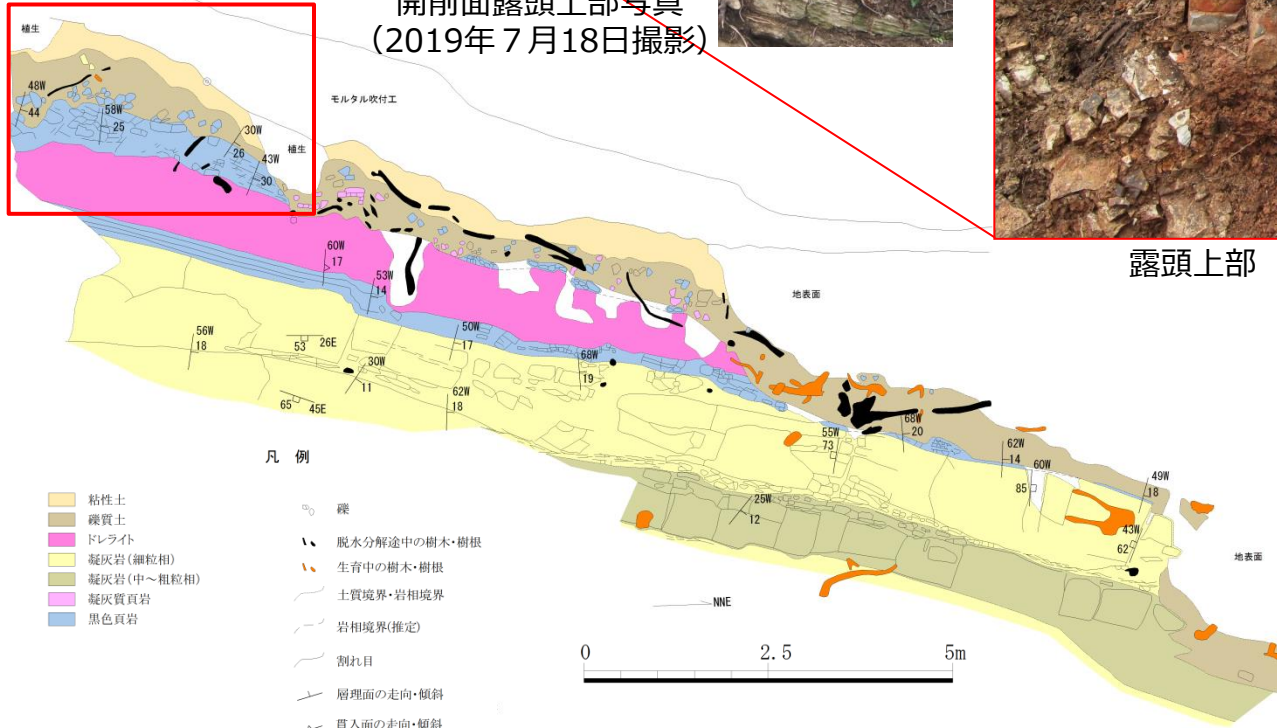 開削面露頭上部写真
（2019年７月18日撮影）
露頭上部
植生
モルタル吹付工
植生
地表面
地表面
48W
44
58W
25
30W
26
43W
30
60W
17
53W
14
50W
17
68W
19
56W
18
53
26E
30W
11
65
45E
62W
18
55W
73
68W
20
62W
14
60W
85
49W
18
43W
62
25W
12
NNE
0
2.5
5m
凡 例
粘性土
礫質土
ドレライト
凝灰岩(細粒相)
凝灰岩(中～粗粒相)
凝灰質頁岩
黒色頁岩
礫
脱水分解途中の樹木・樹根
生育中の樹木・樹根
土質境界・岩相境界
岩相境界(推定)
割れ目
層理面の走向・傾斜
貫入面の走向・傾斜